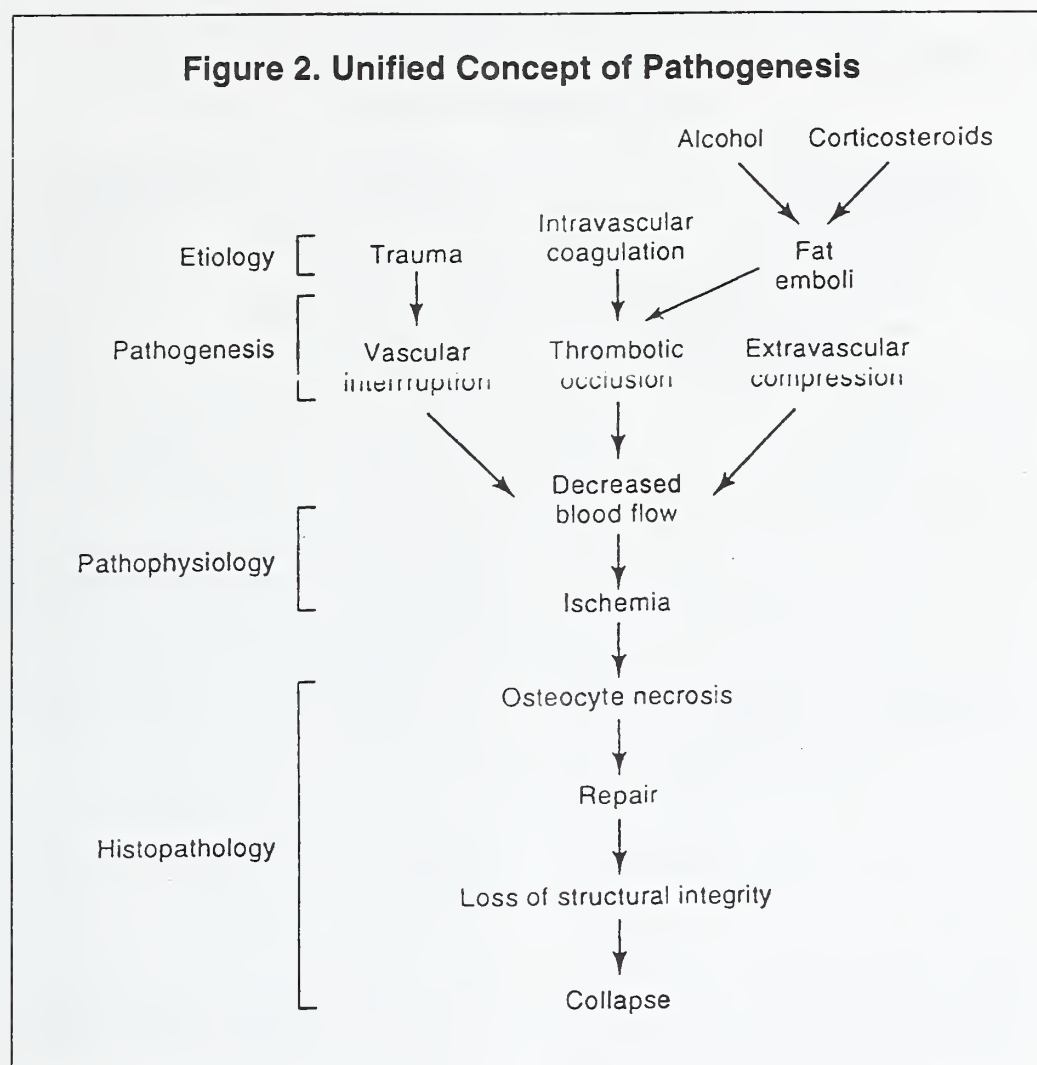 Figure 2. Unified Concept of Pathogenesis
Alcohol Corticosteroids
Etiology
Trauma
Intravascular
coagulation
Fat
emboli
Pathogenesis
Vascular
interrruption
Thrombotic
occlusion
Extravascular
compression
Decreased
blood flow
Pathophysiology
Ischemia
Osteocyte necrosis
Repair
Histopathology
Loss of structural integrity
Collapse